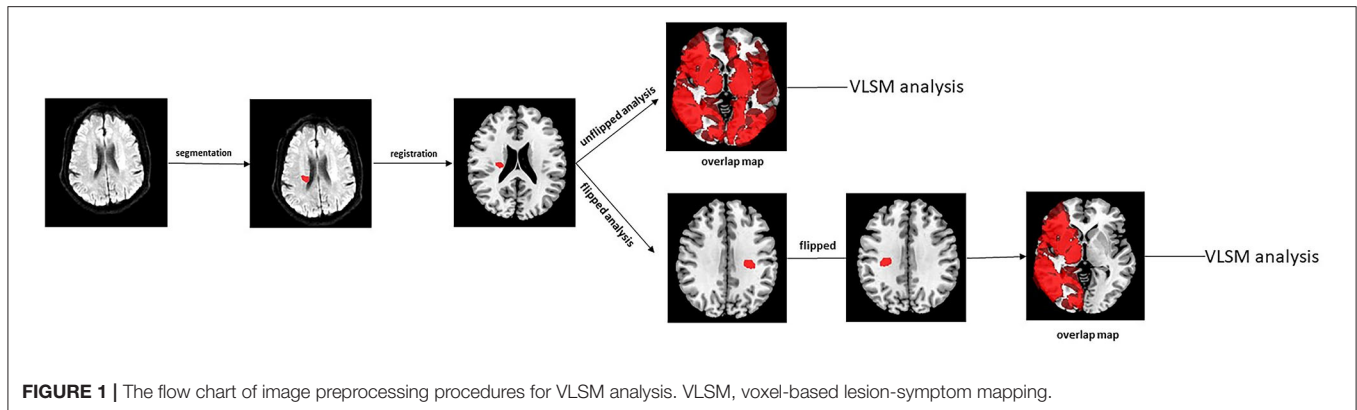 segmentation
registration
unflipped analysis
overlap map
VLSM analysis
flipped analysis
flipped
overlap map
VLSM analysis
FIGURE 1 | The flow chart of image preprocessing procedures for VLSM analysis. VLSM, voxel-based lesion-symptom mapping.